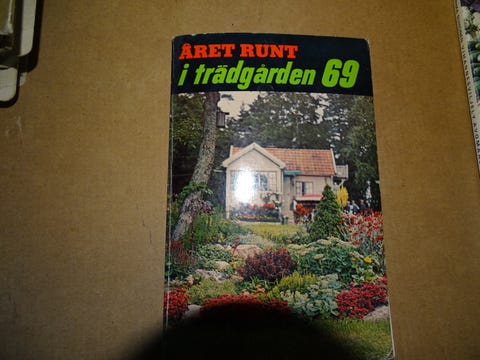 ÅRET RUNT
i trädgården 69